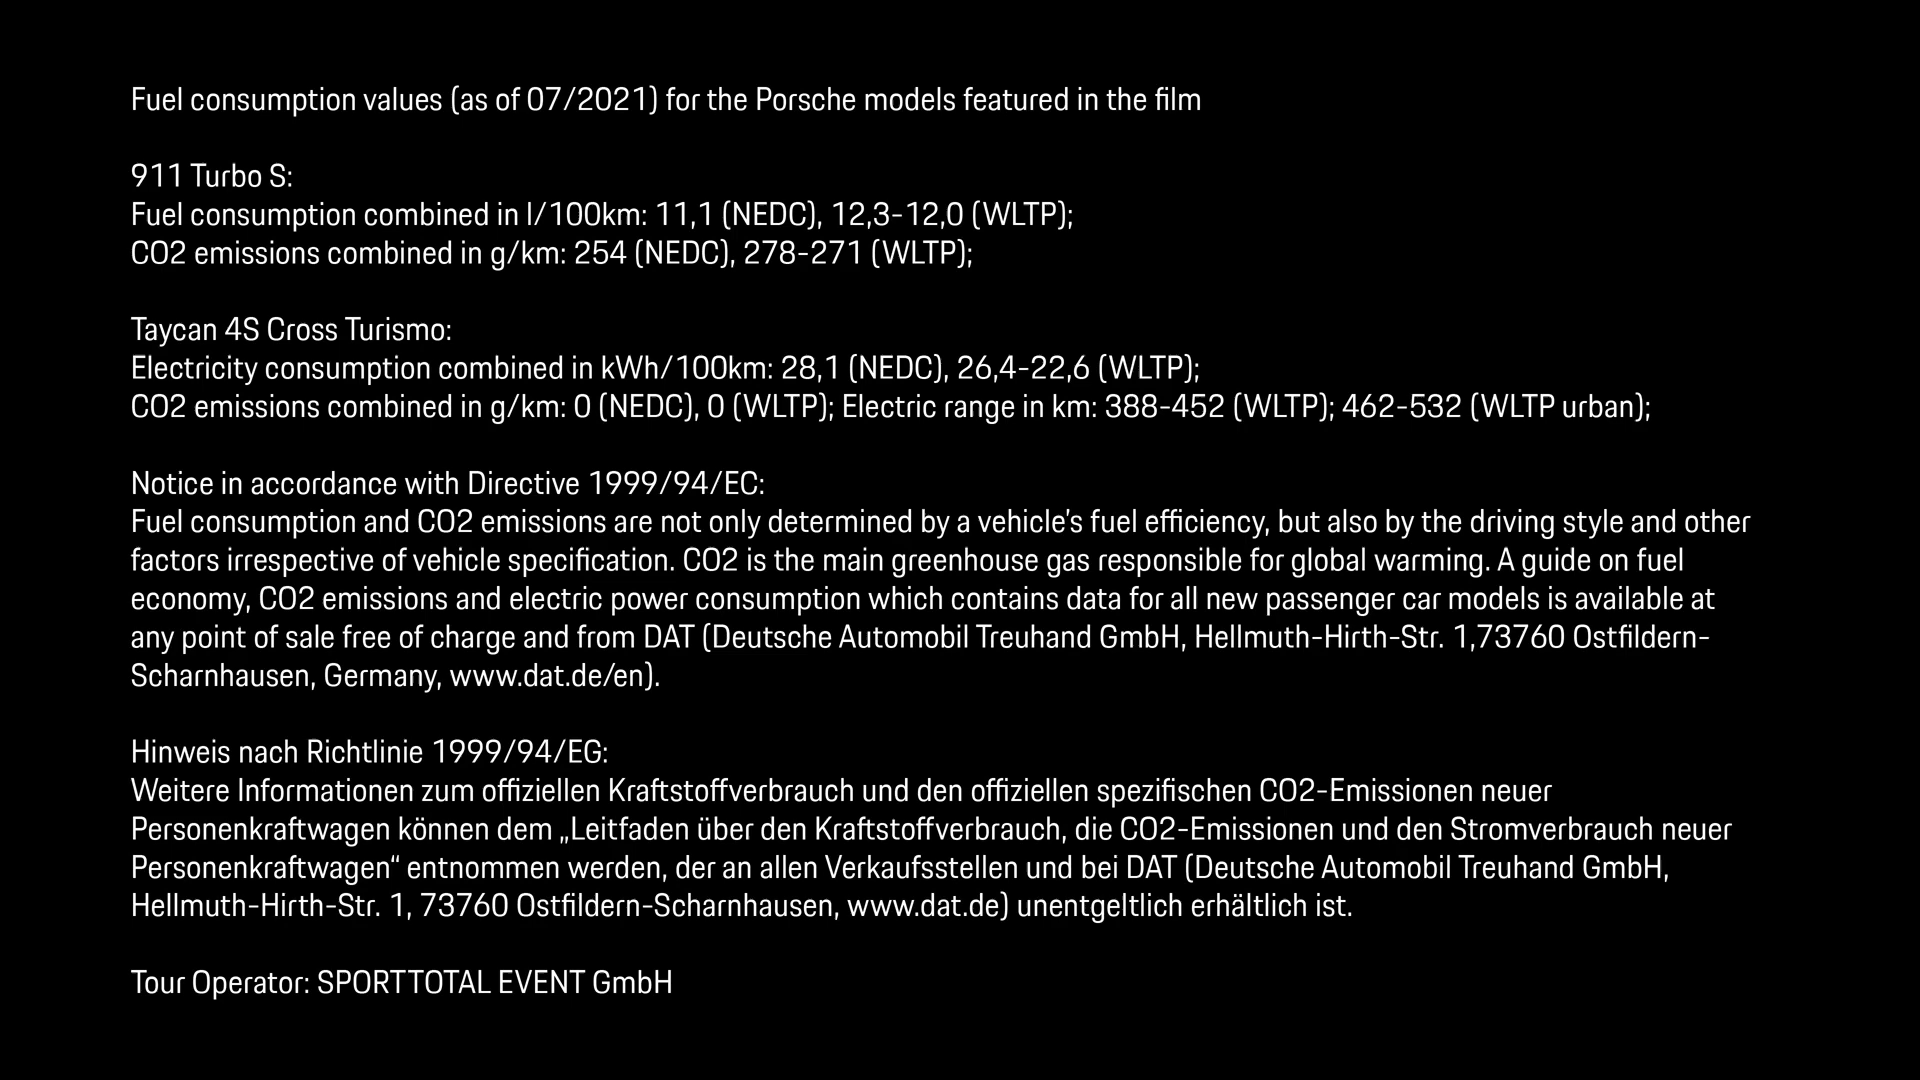 Fuel consumption values (as of 07/2021) for the Porsche models featured in the film
911 Turbo S:
Fuel consumption combined in l/100km: 11,1 (NEDC), 12,3-12,0 (WLTP);
CO2 emissions combined in g/km: 254 (NEDC), 278-271 (WLTP);
Taycan 4S Cross Turismo:
Electricity consumption combined in kWh/100km: 28,1 (NEDC), 26,4-22,6 (WLTP);
CO2 emissions combined in g/km: 0 (NEDC), 0 (WLTP); Electric range in km: 388-452 (WLTP); 462-532 (WLTP urban);
Notice in accordance with Directive 1999/94/EC:
Fuel consumption and CO2 emissions are not only determined by a vehicle’s fuel efficiency, but also by the driving style and other
factors irrespective of vehicle specification. CO2 is the main greenhouse gas responsible for global warming. A guide on fuel
economy, CO2 emissions and electric power consumption which contains data for all new passenger car models is available at
any point of sale free of charge and from DAT (Deutsche Automobil Treuhand GmbH, Hellmuth-Hirth-Str. 1,73760 Ostfildern-
Scharnhausen, Germany, www.dat.de/en).
Hinweis nach Richtlinie 1999/94/EG:
Weitere Informationen zum offiziellen Kraftstoffverbrauch und den offiziellen spezifischen CO2-Emissionen neuer
Personenkraftwagen können dem „Leitfaden über den Kraftstoffverbrauch, die CO2-Emissionen und den Stromverbrauch neuer
Personenkraftwagen“ entnommen werden, der an allen Verkaufsstellen und bei DAT (Deutsche Automobil Treuhand GmbH,
Hellmuth-Hirth-Str. 1, 73760 Ostfildern-Scharnhausen, www.dat.de) unentgeltlich erhältlich ist.
Tour Operator: SPORTTOTAL EVENT GmbH